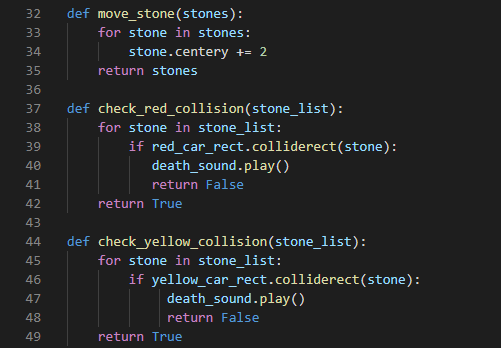 32 def move_stone(stones):
33     for stone in stones:
34         stone.centery += 2
35     return stones
36
37 def check_red_collision(stone_list):
38     for stone in stone_list:
39         if red_car_rect.colliderect(stone):
40            death_sound.play()
41            return False
42     return True
43
44 def check_yellow_collision(stone_list):
45     for stone in stone_list:
46         if yellow_car_rect.colliderect(stone):
47              death_sound.play()
48              return False
49     return True